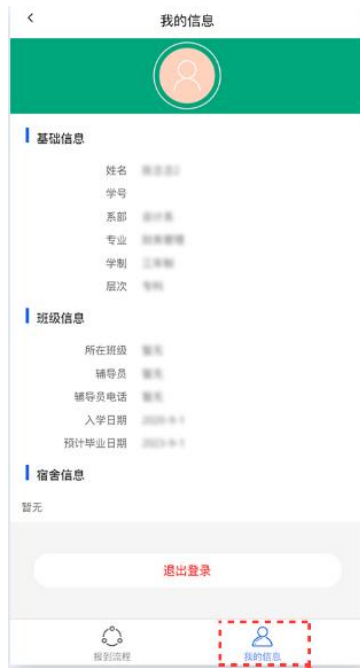 我的信息
基础信息
姓名
学号
系部
专业
学制
层次
班级信息
所在班级
辅导员
辅导员电话
入学日期
预计毕业日期
宿舍信息
暂无
退出登录
报到流程
我的信息